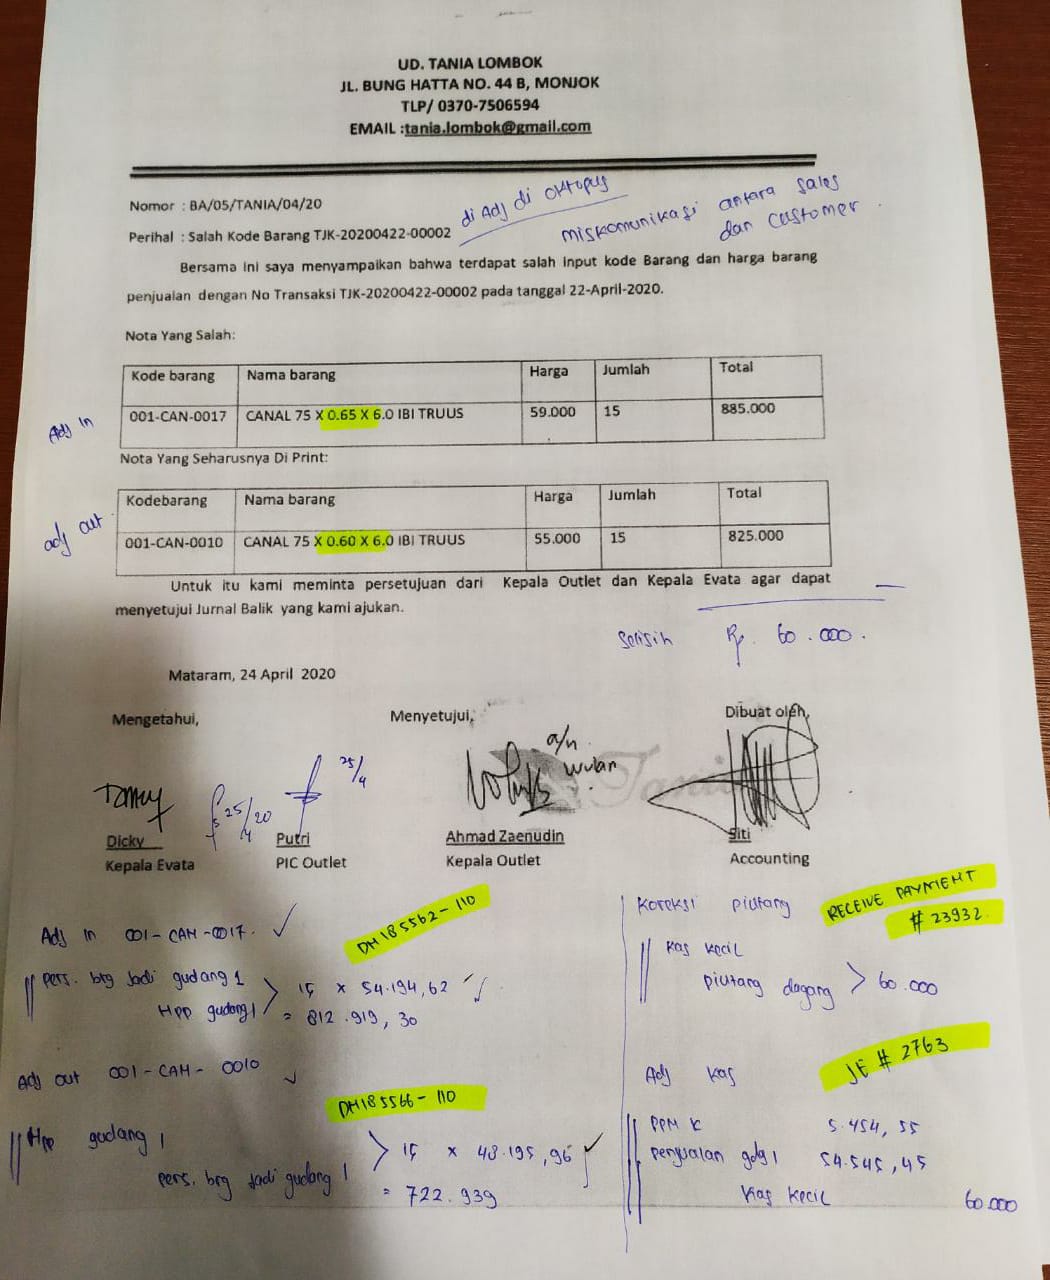 UD. TANIA LOMBOK
JL. BUNG HATTA NO. 44 B, MONJOK
TLP/ 0370-7506594
EMAIL :tania.lombok@gmail.com
Nomor : BA/05/TANIA/04/20
di Adj di Oktopus
Perihal : Salah Kode Barang TJK-20200422-00002
miskomunikasi antara sales
dan customer.
Bersama ini saya menyampaikan bahwa terdapat salah input kode Barang dan harga barang
penjualan dengan No Transaksi TJK-20200422-00002 pada tanggal 22-April-2020.
Nota Yang Salah:
Kode barang Nama barang Harga Jumlah Total
Adj in
001-CAN-0017 CANAL 75 X 0.65 X 6.0 IBI TRUUS 59.000 15 885.000
Nota Yang Seharusnya Di Print:
Kodebarang Nama barang Harga Jumlah Total
adj out
001-CAN-0010 CANAL 75 X 0.60 X 6.0 IBI TRUUS 55.000 15 825.000
Untuk itu kami meminta persetujuan dari Kepala Outlet dan Kepala Evata agar dapat
menyetujui Jurnal Balik yang kami ajukan.
Selisih Rp. 60.000.
Mataram, 24 April 2020
Mengetahui, Menyetujui, Dibuat oleh,
25/4
a/n wulan
Tania
25/4 20
Dicky Putri Ahmad Zaenudin Siti
Kepala Evata PIC Outlet Kepala Outlet Accounting
Adj in 001-CAN-0017.
DM185562-110
Pers. brg Jadi gudang 1
Hpp gudang 1
15 x 54.194,62
= 812.919,30
Adj out 001-CAN-0010
DM185566-110
Hpp gudang 1
pers. brg Jadi gudang 1
15 x 48.195,96
= 722.939
Koreksi piutang
RECEIVE PAYMENT
# 23932.
Kas kecil
piutang dagang
60.000
Adj kas
JE # 2763
PPN K 5.454,55
Penjualan gdg 1 54.545,45
Kas kecil 60.000